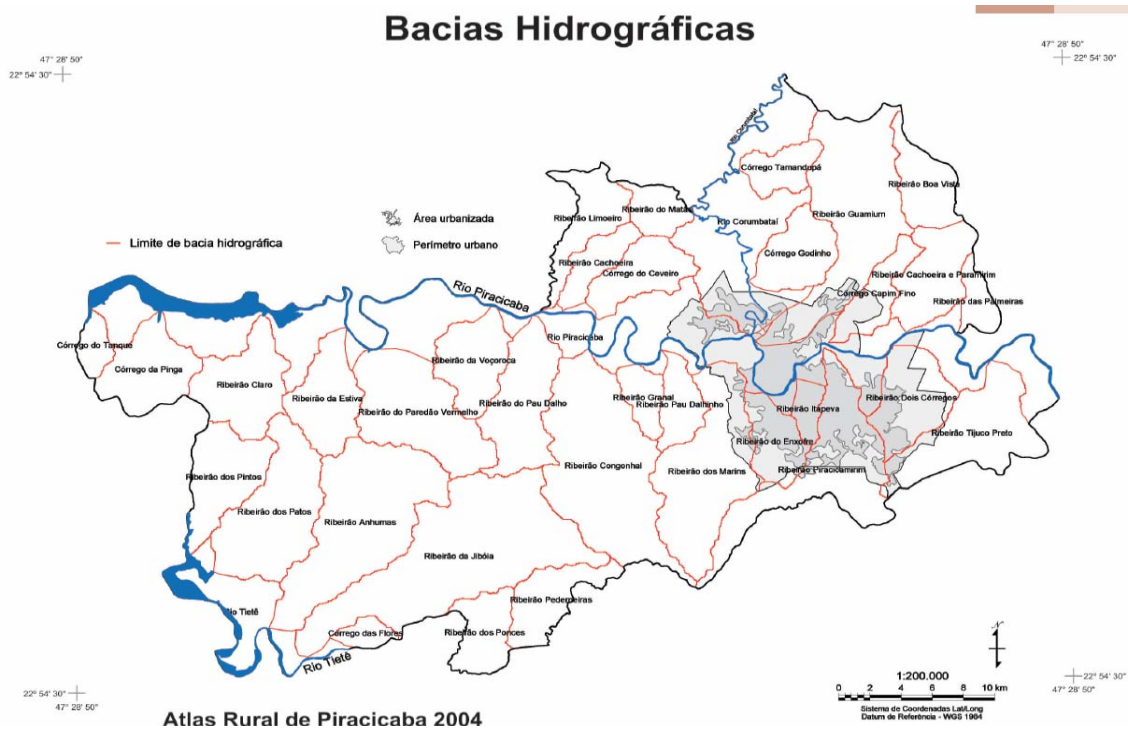 Bacias Hidrográficas
47° 28' 50"
22° 54' 30"
47° 28' 50"
22° 54' 30"
Rio Corumbataí
Córrego Tamandupá
Ribeirão Boa Vista
Área urbanizada
Ribeirão Limoeiro
Ribeirão do Matão
Rio Corumbataí
Ribeirão Guamium
Limite de bacia hidrográfica
Perímetro urbano
Ribeirão Cachoeira
Córrego do Ceveiro
Córrego Godinho
Ribeirão Cachoeira e Paramirim
Córrego Capim Fino
Ribeirão das Palmeiras
Rio Piracicaba
Rio Piracicaba
Córrego do Tanque
Córrego da Pinga
Ribeirão Claro
Ribeirão da Estiva
Ribeirão da Voçoroca
Ribeirão do Paredão Vermelho
Ribeirão do Pau Dalho
Ribeirão Granal
Ribeirão Pau Dalhinho
Ribeirão Itapeva
Ribeirão Dois Córregos
Ribeirão Tijuco Preto
Ribeirão do Enxofre
Ribeirão Piracicamirim
Ribeirão dos Pintos
Ribeirão Congonhal
Ribeirão dos Marins
Ribeirão dos Patos
Ribeirão Anhumas
Ribeirão da Jibóia
Rio Tietê
Ribeirão Pederneiras
Córrego das Flores
Ribeirão dos Ponces
Rio Tietê
N
1:200.000
0 2 4 6 8 10 km
Sistema de Coordenadas Lat/Long
Datum de Referência - WGS 1984
22° 54' 30"
47° 28' 50"
22° 54' 30"
47° 28' 50"
Atlas Rural de Piracicaba 2004